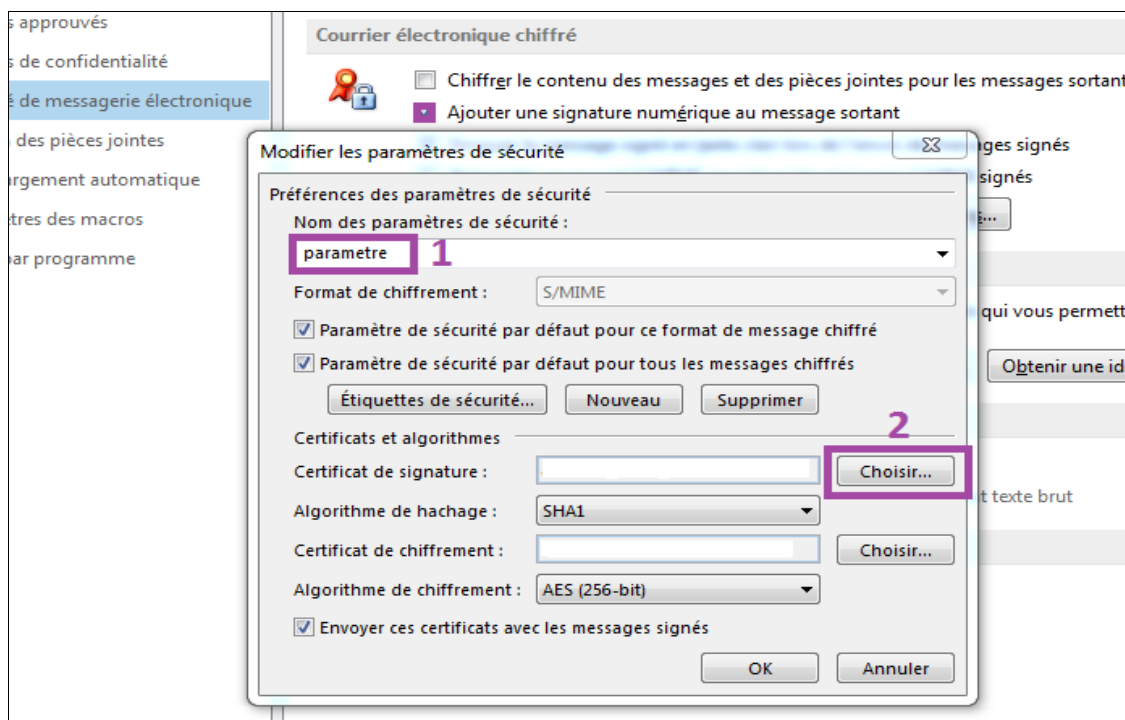 s approuvés
s de confidentialité
é de messagerie électronique
des pièces jointes
argement automatique
tres des macros
par programme
Courrier électronique chiffré
Chiffrer le contenu des messages et des pièces jointes pour les messages sortant
Ajouter une signature numérique au message sortant
ages signés
signés
Modifier les paramètres de sécurité
Préférences des paramètres de sécurité
Nom des paramètres de sécurité :
parametre 1
Format de chiffrement : S/MIME
Paramètre de sécurité par défaut pour ce format de message chiffré
Paramètre de sécurité par défaut pour tous les messages chiffrés
Étiquettes de sécurité... Nouveau Supprimer
Certificats et algorithmes 2
Certificat de signature : Choisir...
Algorithme de hachage : SHA1
Certificat de chiffrement : Choisir...
Algorithme de chiffrement : AES (256-bit)
Envoyer ces certificats avec les messages signés
OK Annuler
qui vous permett
Obtenir une id
t texte brut